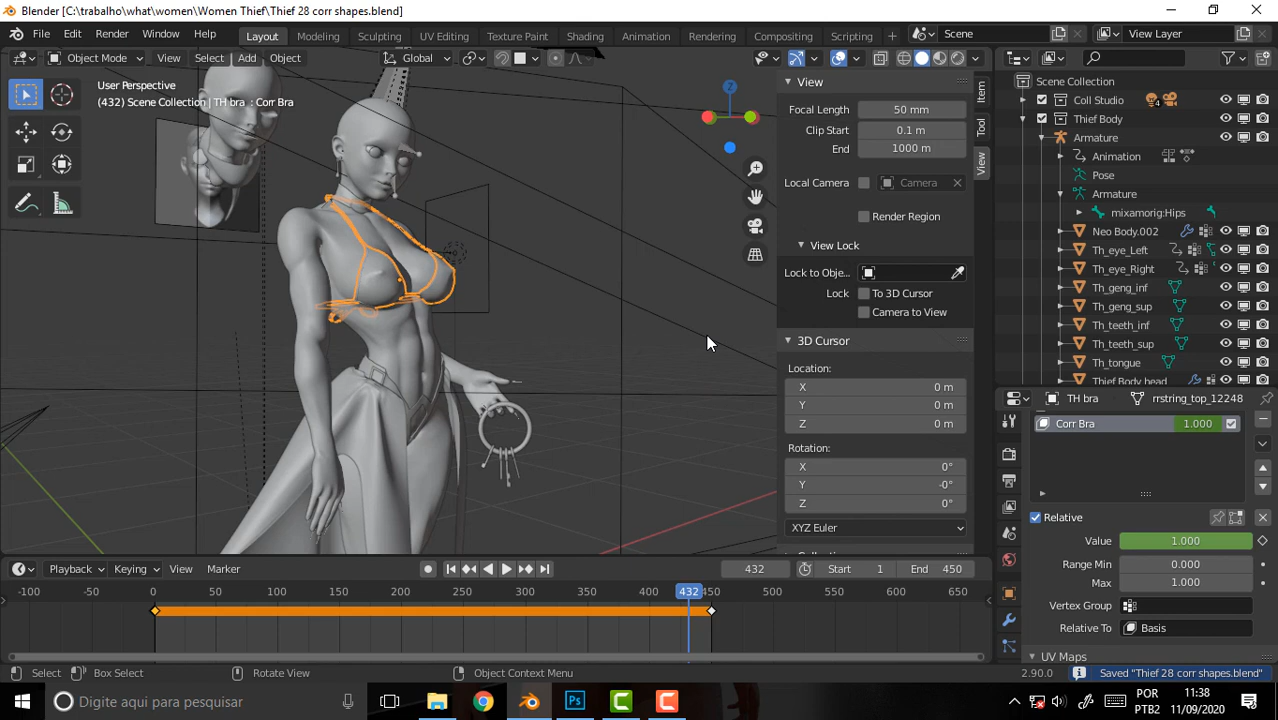 Blender [C:\trabalho\what\women\Women Thief\Thief 28 corr shapes.blend]
File Edit Render Window Help Layout Modeling Sculpting UV Editing Texture Paint Shading Animation Rendering Compositing Scripting + Scene View Layer
Object Mode View Select Add Object Global
User Perspective
(432) Scene Collection | TH bra : Corr Bra
Z
View
Focal Length 50 mm
Clip Start 0.1 m
End 1000 m
Local Camera Camera
Render Region
View Lock
Lock to Obje...
Lock To 3D Cursor
Camera to View
3D Cursor
Location:
X 0 m
Y 0 m
Z 0 m
Rotation:
X 0°
Y -0°
Z 0°
XYZ Euler
Item
Tool
View
Scene Collection
Coll Studio 4
Thief Body
Armature
Animation
Pose
Armature
mixamorig:Hips
Neo Body.002
Th_eye_Left
Th_eye_Right
Th_geng_inf
Th_geng_sup
Th_teeth_inf
Th_teeth_sup
Th_tongue
Thief Body head
TH bra rrstring_top_12248
Corr Bra 1.000
Relative
Value 1.000
Range Min 0.000
Max 1.000
Vertex Group
Relative To Basis
UV Maps
Playback Keying View Marker 432 Start 1 End 450
-100 -50 0 50 100 150 200 250 300 350 400 432 450 500 550 600 650
Select Box Select Rotate View Object Context Menu 2.90.0 Saved "Thief 28 corr shapes.blend"
Digite aqui para pesquisar
Ps
C
C
POR
PTB2
11:38
11/09/2020